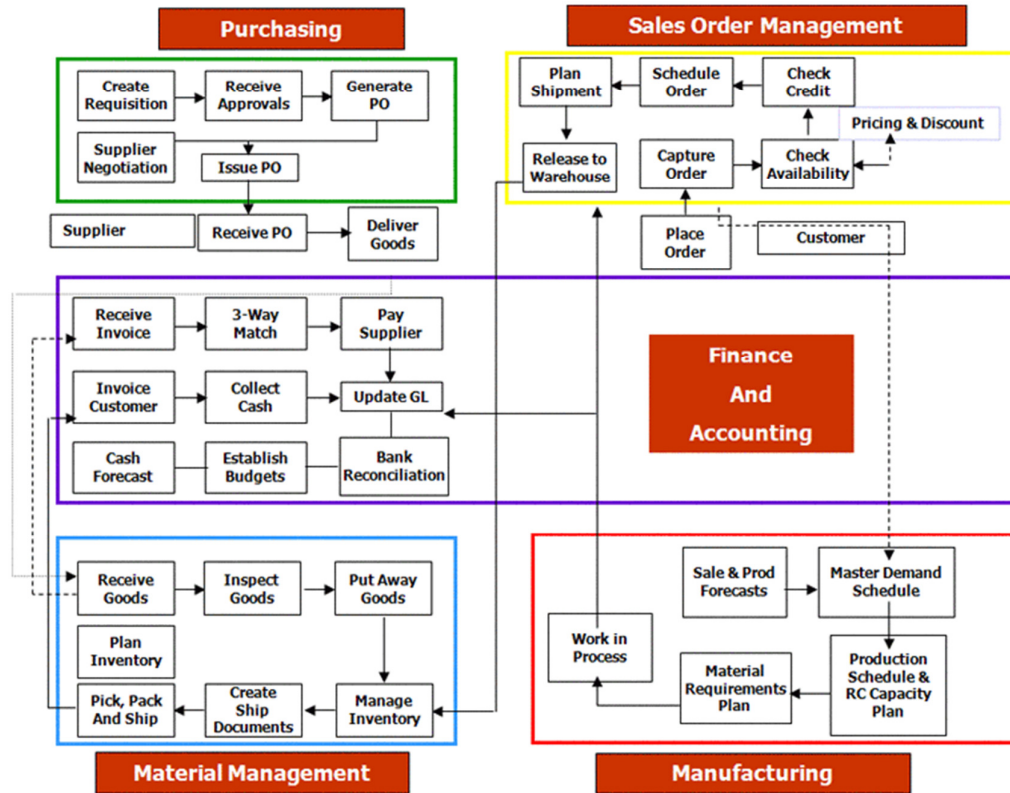 Purchasing
Sales Order Management
Create
Requisition
Receive
Approvals
Generate
PO
Supplier
Negotiation
Issue PO
Plan
Shipment
Schedule
Order
Check
Credit
Pricing & Discount
Release to
Warehouse
Capture
Order
Check
Availability
Supplier
Receive PO
Deliver
Goods
Place
Order
Customer
Receive
Invoice
3-Way
Match
Pay
Supplier
Invoice
Customer
Collect
Cash
Update GL
Cash
Forecast
Establish
Budgets
Bank
Reconciliation
Finance
And
Accounting
Receive
Goods
Inspect
Goods
Put Away
Goods
Plan
Inventory
Pick, Pack
And Ship
Create
Ship
Documents
Manage
Inventory
Sale & Prod
Forecasts
Master Demand
Schedule
Work in
Process
Material
Requirements
Plan
Production
Schedule &
RC Capacity
Plan
Material Management
Manufacturing